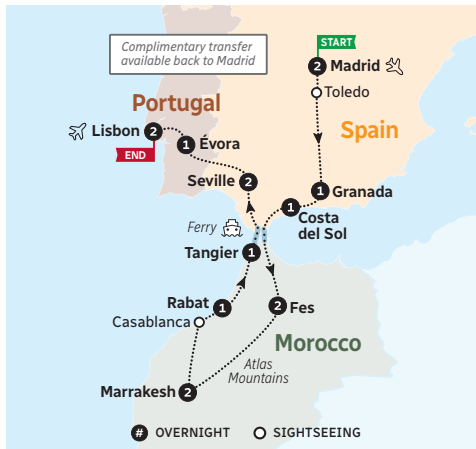 Complimentary transfer
available back to Madrid
START
2 Madrid
Toledo
Portugal
Lisbon 2
END
1 Évora
Spain
Seville 2
1 Granada
1 Costa
del Sol
Ferry
Tangier 1
Rabat 1
2 Fes
Casablanca
Morocco
Atlas
Mountains
Marrakesh 2
# OVERNIGHT
SIGHTSEEING